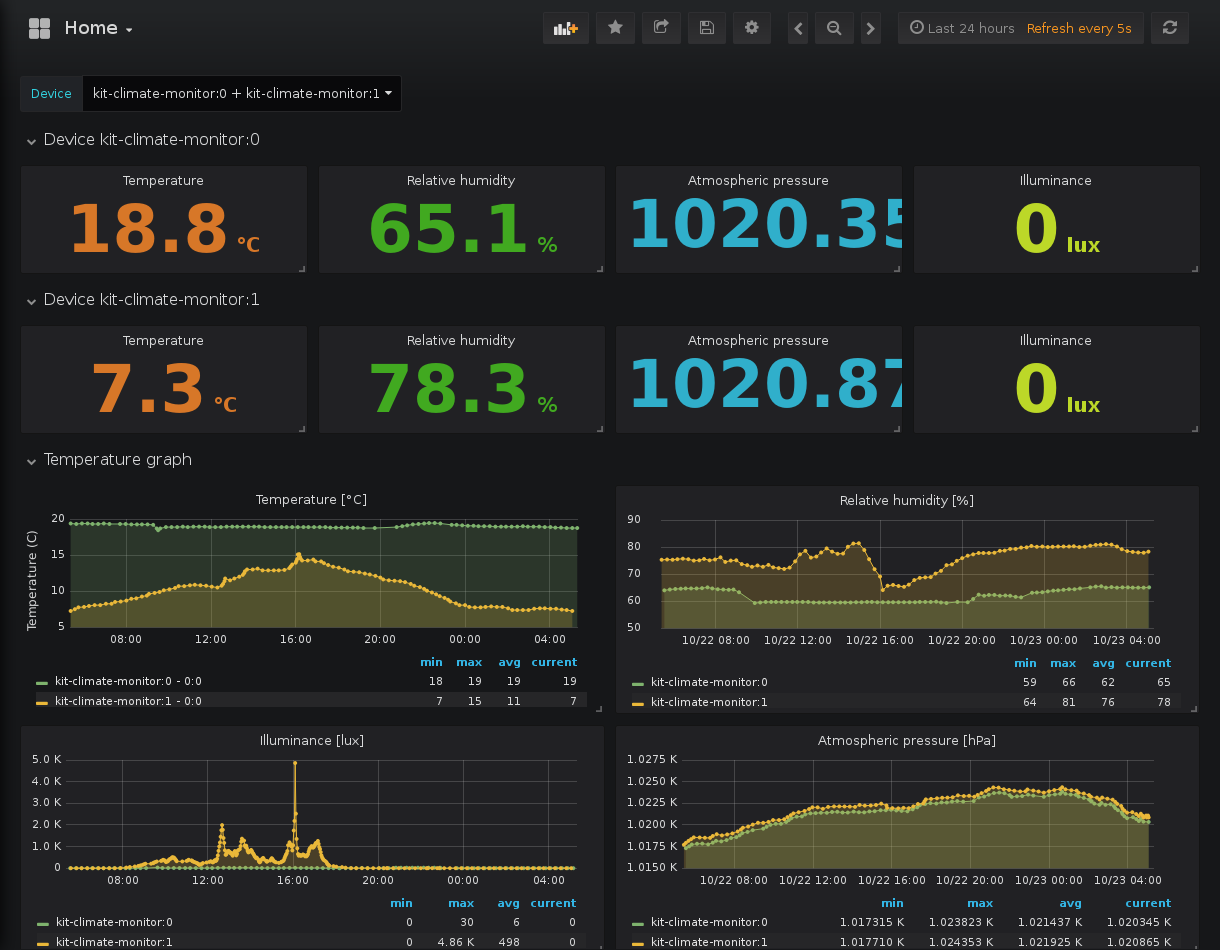 Home
Last 24 hours Refresh every 5s
Device kit-climate-monitor:0 + kit-climate-monitor:1
Device kit-climate-monitor:0
Temperature Relative humidity Atmospheric pressure Illuminance
18.8 °C 65.1 % 1020.35 0 lux
Device kit-climate-monitor:1
Temperature Relative humidity Atmospheric pressure Illuminance
7.3 °C 78.3 % 1020.87 0 lux
Temperature graph
Temperature [°C]
Temperature (C)
20
15
10
5
08:00 12:00 16:00 20:00 00:00 04:00
min max avg current
kit-climate-monitor:0 - 0:0 18 19 19 19
kit-climate-monitor:1 - 0:0 7 15 11 7
Relative humidity [%]
90
80
70
60
50
10/22 08:00 10/22 12:00 10/22 16:00 10/22 20:00 10/23 00:00 10/23 04:00
min max avg current
kit-climate-monitor:0 59 66 62 65
kit-climate-monitor:1 64 81 76 78
Illuminance [lux]
5.0 K
4.0 K
3.0 K
2.0 K
1.0 K
0
08:00 12:00 16:00 20:00 00:00 04:00
min max avg current
kit-climate-monitor:0 0 30 6 0
kit-climate-monitor:1 0 4.86 K 498 0
Atmospheric pressure [hPa]
1.0275 K
1.0250 K
1.0225 K
1.0200 K
1.0175 K
1.0150 K
10/22 08:00 10/22 12:00 10/22 16:00 10/22 20:00 10/23 00:00 10/23 04:00
min max avg current
kit-climate-monitor:0 1.017315 K 1.023823 K 1.021437 K 1.020345 K
kit-climate-monitor:1 1.017710 K 1.024353 K 1.021925 K 1.020865 K